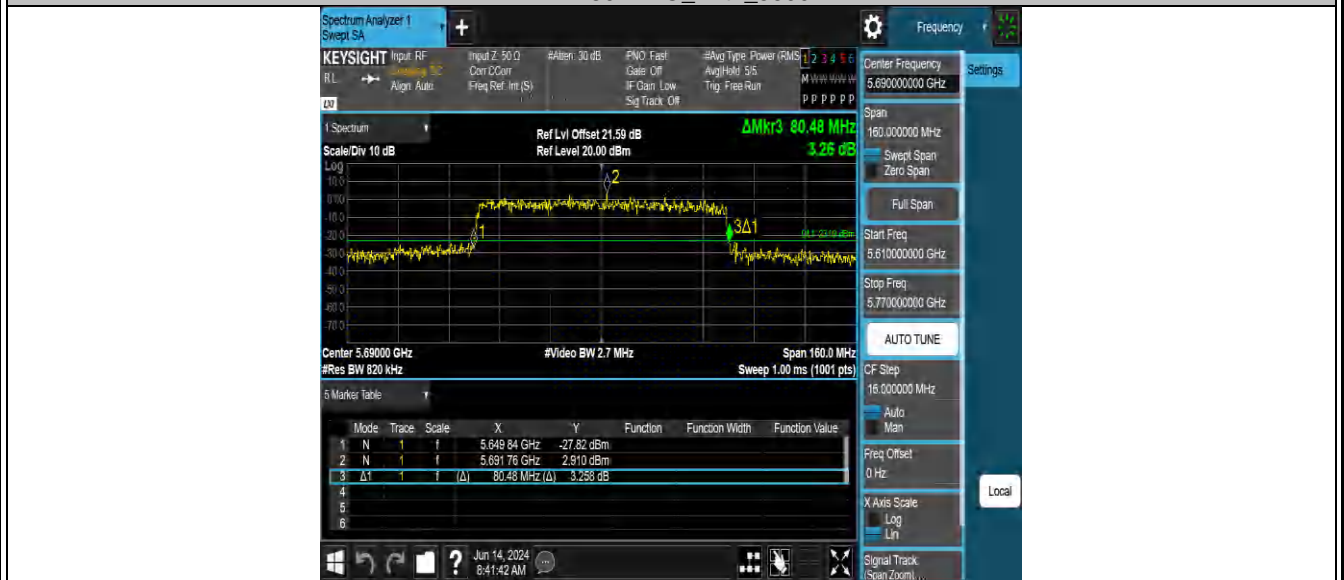 Spectrum Analyzer 1
Swept SA
+
Frequency
KEYSIGHT Input: RF
R L
Align: Auto
LXI
Input Z: 50 Ω
Corr CCorr
Freq Ref: Int (S)
#Atten: 30 dB
PNO: Fast
Gate: Off
IF Gain: Low
Sig Track: Off
#Avg Type: Power (RMS
Avg|Hold: 5/5
Trig: Free Run
1 2 3 4 5 6
M W W W W W
P P P P P P
Center Frequency
5.690000000 GHz
Settings
Span
160.000000 MHz
Swept Span
Zero Span
Full Span
Start Freq
5.610000000 GHz
Stop Freq
5.770000000 GHz
AUTO TUNE
CF Step
16.000000 MHz
Auto
Man
Freq Offset
0 Hz
X Axis Scale
Log
Lin
Signal Track
(Span Zoom)
Local
1 Spectrum
Scale/Div 10 dB
Ref Lvl Offset 21.59 dB
Ref Level 20.00 dBm
ΔMkr3 80.48 MHz
3.26 dB
Log
10.0
0.00
-10.0
-20.0
-30.0
-40.0
-50.0
-60.0
-70.0
2
1
3Δ1
Center 5.69000 GHz
#Res BW 820 kHz
#Video BW 2.7 MHz
Span 160.0 MHz
Sweep 1.00 ms (1001 pts)
5 Marker Table
Mode Trace Scale X Y Function Function Width Function Value
1 N 1 f 5.649 84 GHz -27.82 dBm
2 N 1 f 5.691 76 GHz 2.910 dBm
3 Δ1 1 f (Δ) 80.48 MHz (Δ) 3.258 dB
4
5
6
?
Jun 14, 2024
8:41:42 AM